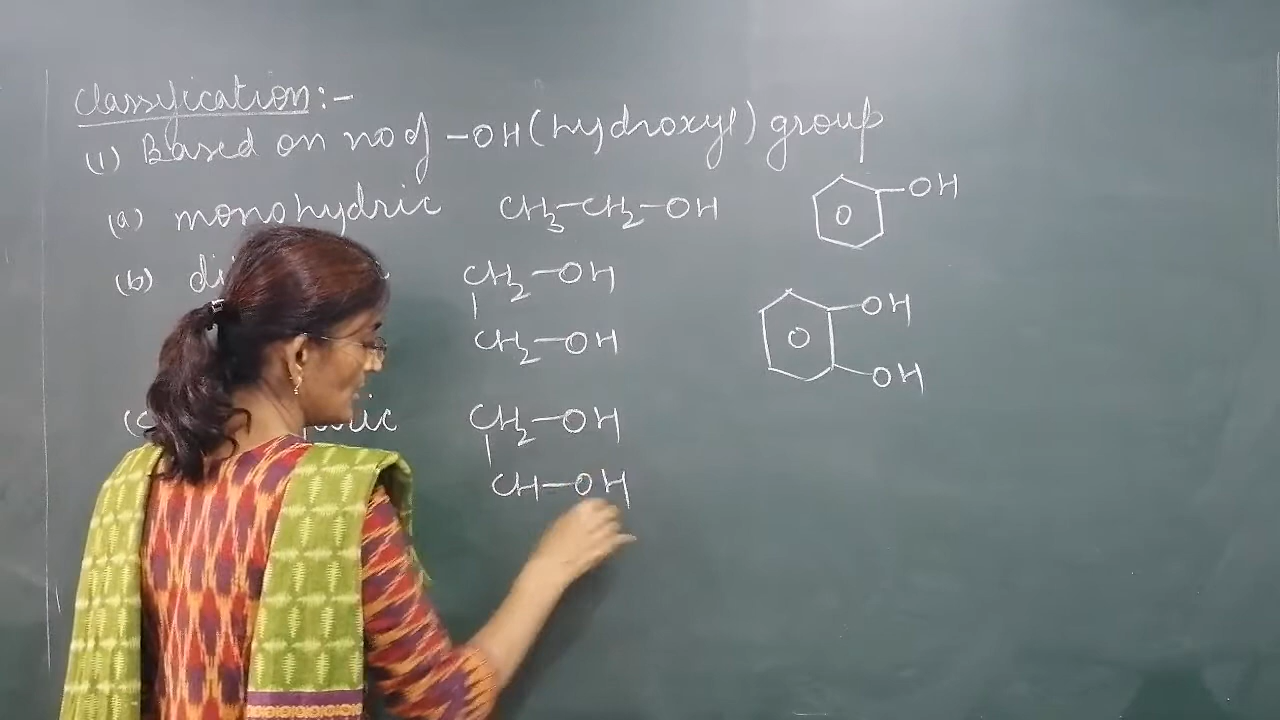 Classification:-
(1) Based on no of -OH (hydroxyl) group
(a) monohydric CH3-CH2-OH OH
(b) CH2-OH OH
CH2-OH OH
CH2-OH
CH-OH